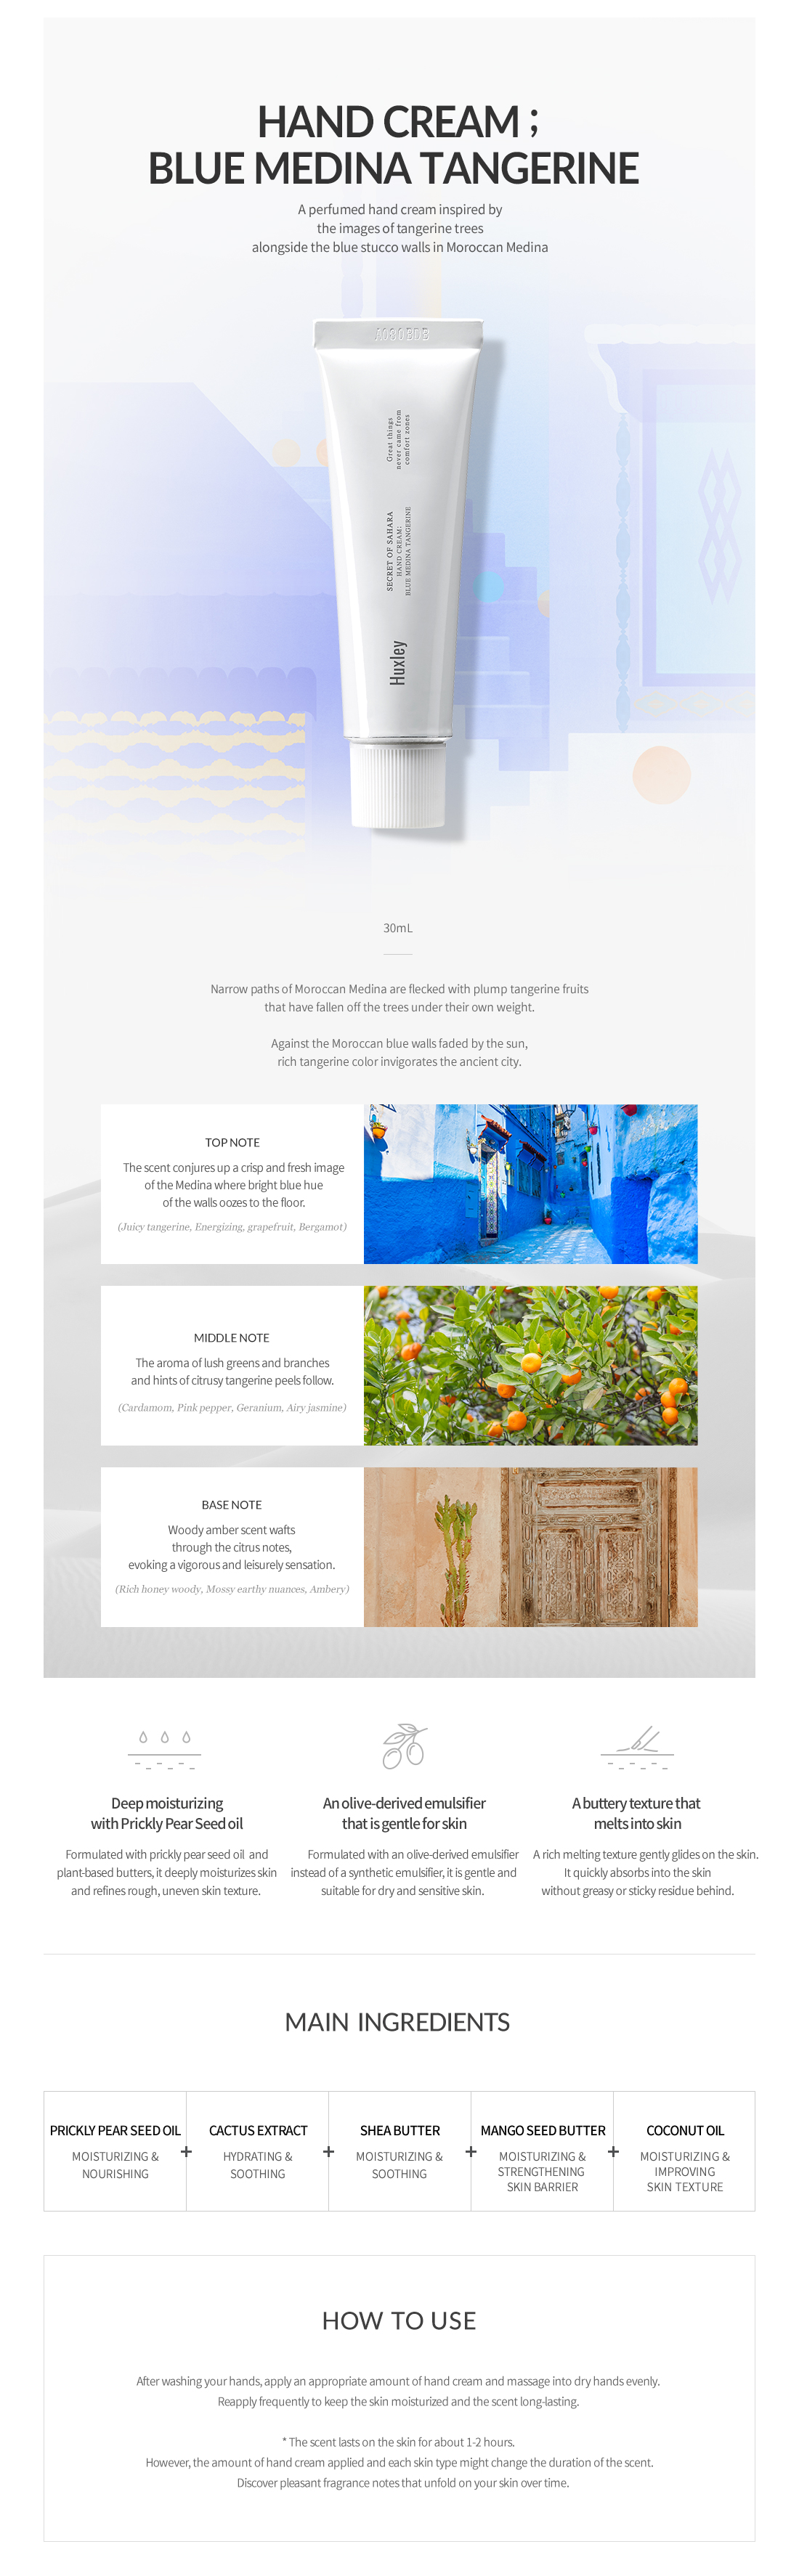 HAND CREAM ;
BLUE MEDINA TANGERINE
A perfumed hand cream inspired by
the images of tangerine trees
alongside the blue stucco walls in Moroccan Medina
Great things
never came from
comfort zones
SECRET OF SAHARA
HAND CREAM;
BLUE MEDINA TANGERINE
Huxley
30mL
Narrow paths of Moroccan Medina are flecked with plump tangerine fruits
that have fallen off the trees under their own weight.
Against the Moroccan blue walls faded by the sun,
rich tangerine color invigorates the ancient city.
TOP NOTE
The scent conjures up a crisp and fresh image
of the Medina where bright blue hue
of the walls oozes to the floor.
(Juicy tangerine, Energizing, grapefruit, Bergamot)
MIDDLE NOTE
The aroma of lush greens and branches
and hints of citrusy tangerine peels follow.
(Cardamom, Pink pepper, Geranium, Airy jasmine)
BASE NOTE
Woody amber scent wafts
through the citrus notes,
evoking a vigorous and leisurely sensation.
(Rich honey woody, Mossy earthy nuances, Ambery)
Deep moisturizing
with Prickly Pear Seed oil
Formulated with prickly pear seed oil and
plant-based butters, it deeply moisturizes skin
and refines rough, uneven skin texture.
An olive-derived emulsifier
that is gentle for skin
Formulated with an olive-derived emulsifier
instead of a synthetic emulsifier, it is gentle and
suitable for dry and sensitive skin.
A buttery texture that
melts into skin
A rich melting texture gently glides on the skin.
It quickly absorbs into the skin
without greasy or sticky residue behind.
MAIN INGREDIENTS
PRICKLY PEAR SEED OIL
MOISTURIZING &
NOURISHING
+
CACTUS EXTRACT
HYDRATING &
SOOTHING
+
SHEA BUTTER
MOISTURIZING &
SOOTHING
+
MANGO SEED BUTTER
MOISTURIZING &
STRENGTHENING
SKIN BARRIER
+
COCONUT OIL
MOISTURIZING &
IMPROVING
SKIN TEXTURE
HOW TO USE
After washing your hands, apply an appropriate amount of hand cream and massage into dry hands evenly.
Reapply frequently to keep the skin moisturized and the scent long-lasting.
* The scent lasts on the skin for about 1-2 hours.
However, the amount of hand cream applied and each skin type might change the duration of the scent.
Discover pleasant fragrance notes that unfold on your skin over time.